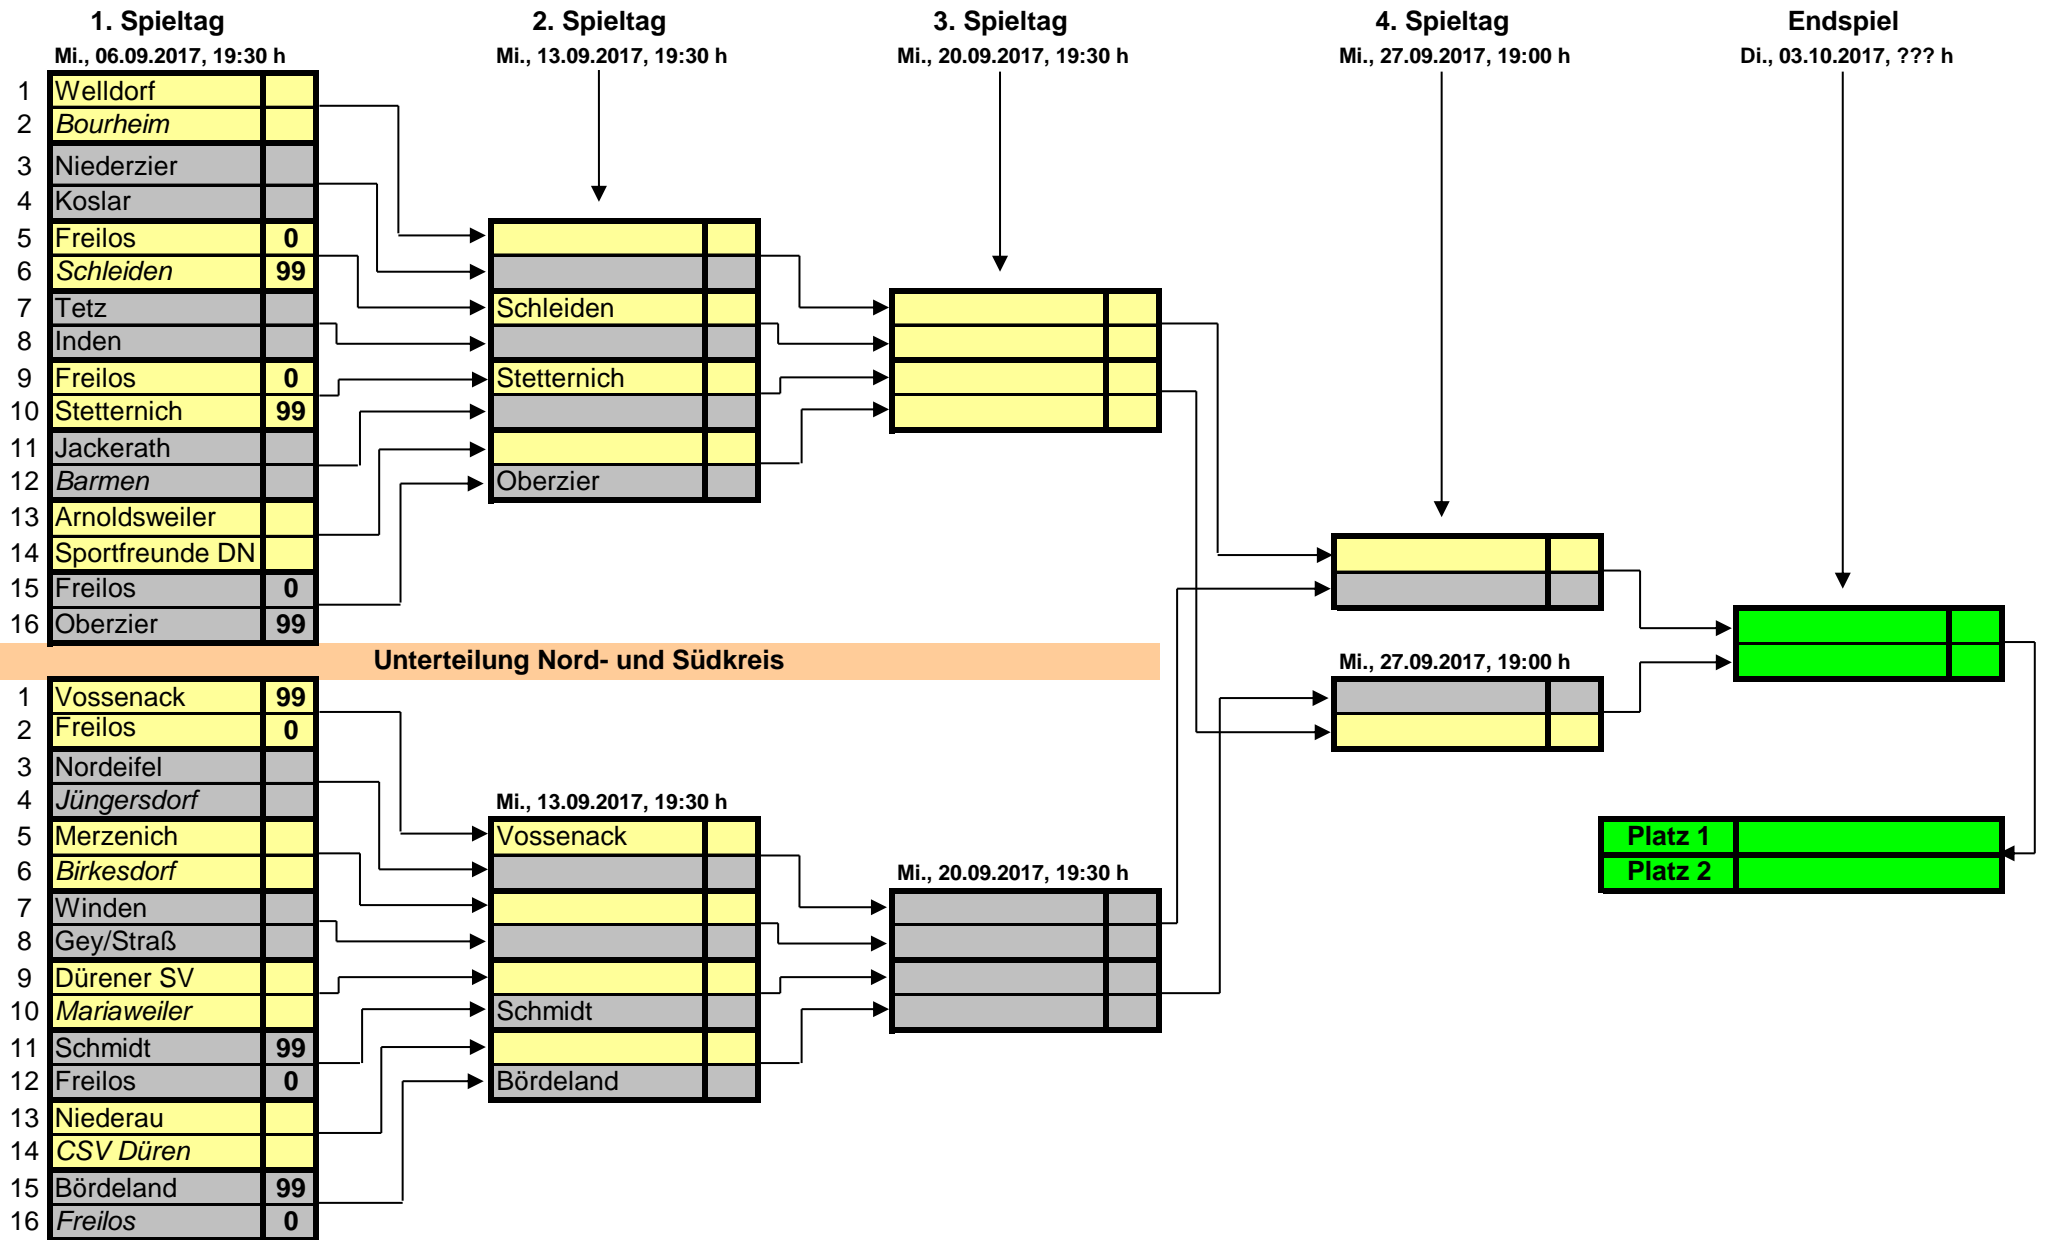 1. Spieltag 2. Spieltag 3. Spieltag 4. Spieltag Endspiel
Mi., 06.09.2017, 19:30 h Mi., 13.09.2017, 19:30 h Mi., 20.09.2017, 19:30 h Mi., 27.09.2017, 19:00 h Di., 03.10.2017, ??? h
1 Welldorf
2 Bourheim
3 Niederzier
4 Koslar
5 Freilos 0
6 Schleiden 99
7 Tetz Schleiden
8 Inden
9 Freilos 0 Stetternich
10 Stetternich 99
11 Jackerath
12 Barmen Oberzier
13 Arnoldsweiler
14 Sportfreunde DN
15 Freilos 0
16 Oberzier 99
Unterteilung Nord- und Südkreis Mi., 27.09.2017, 19:00 h
1 Vossenack 99
2 Freilos 0
3 Nordeifel
4 Jüngersdorf Mi., 13.09.2017, 19:30 h
5 Merzenich Vossenack Platz 1
6 Birkesdorf Mi., 20.09.2017, 19:30 h Platz 2
7 Winden
8 Gey/Straß
9 Dürener SV
10 Mariaweiler Schmidt
11 Schmidt 99
12 Freilos 0 Bördeland
13 Niederau
14 CSV Düren
15 Bördeland 99
16 Freilos 0